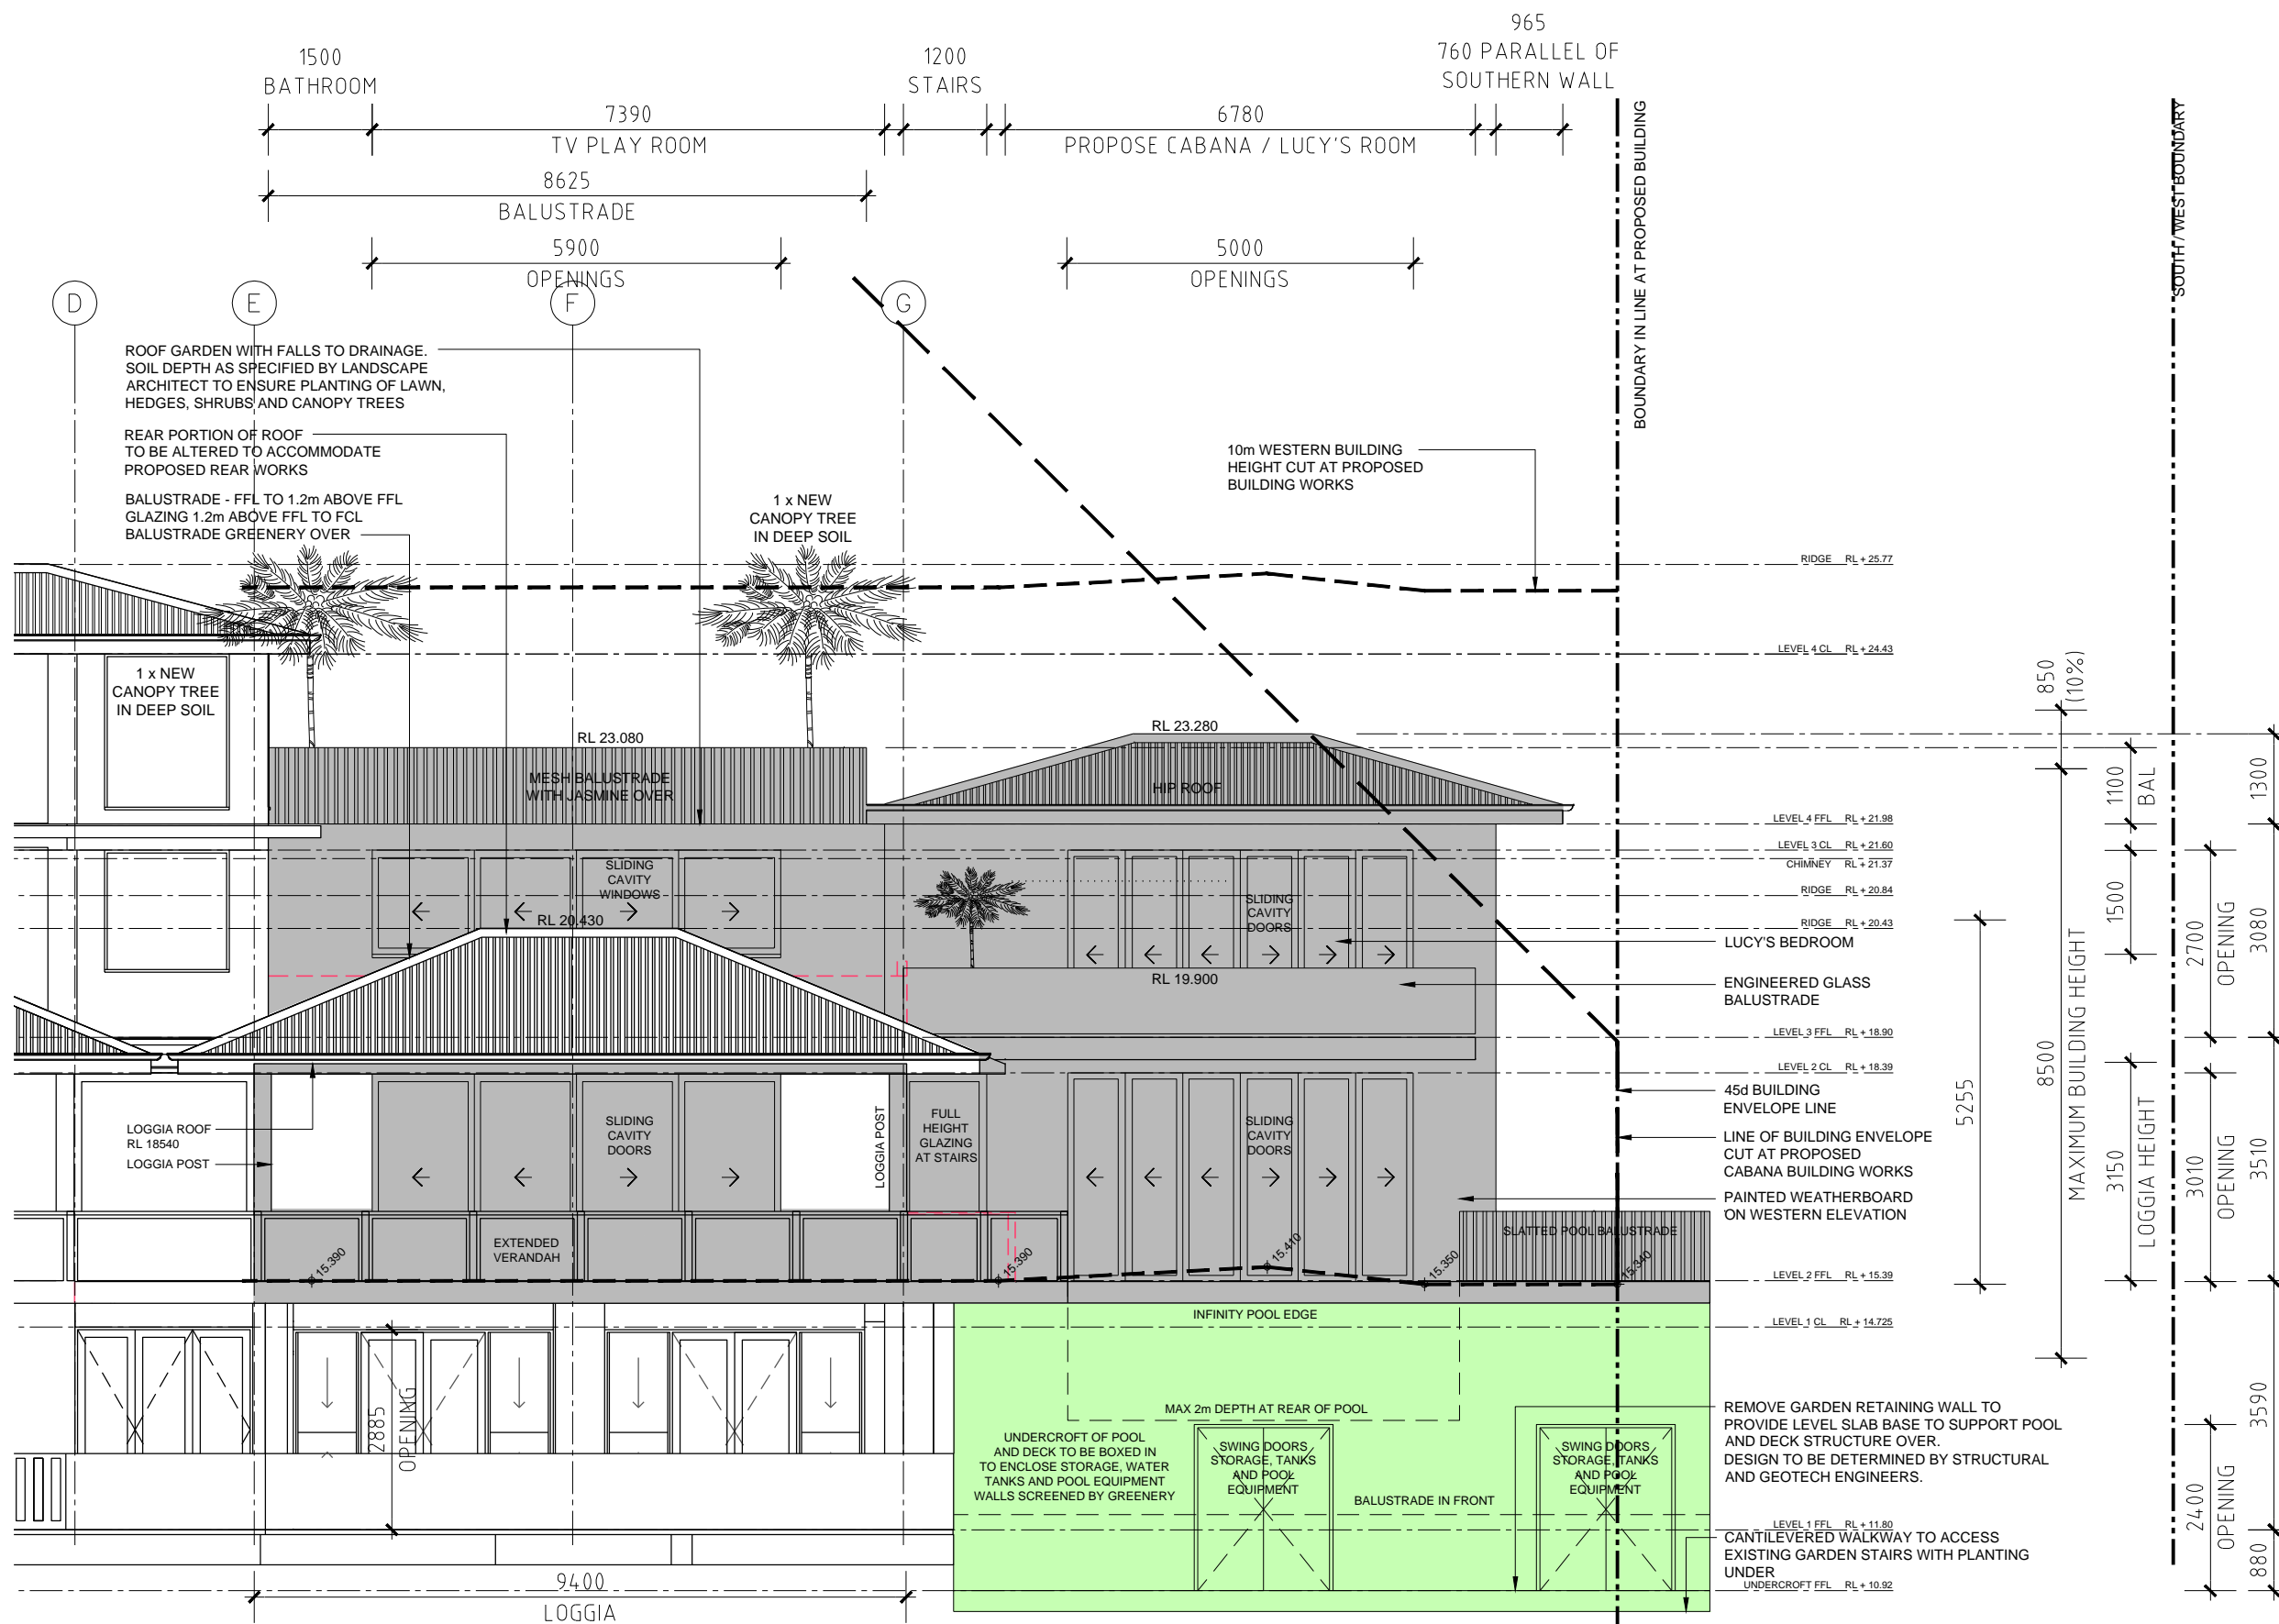 965
760 PARALLEL OF
SOUTHERN WALL
1500
BATHROOM
1200
STAIRS
7390
TV PLAY ROOM
6780
PROPOSE CABANA / LUCY'S ROOM
8625
BALUSTRADE
5900
OPENINGS
5000
OPENINGS
BOUNDARY IN LINE AT PROPOSED BUILDING
SOUTH / WEST BOUNDARY
D
E
F
G
ROOF GARDEN WITH FALLS TO DRAINAGE.
SOIL DEPTH AS SPECIFIED BY LANDSCAPE
ARCHITECT TO ENSURE PLANTING OF LAWN,
HEDGES, SHRUBS AND CANOPY TREES
REAR PORTION OF ROOF
TO BE ALTERED TO ACCOMMODATE
PROPOSED REAR WORKS
BALUSTRADE - FFL TO 1.2m ABOVE FFL
GLAZING 1.2m ABOVE FFL TO FCL
BALUSTRADE GREENERY OVER
1 x NEW
CANOPY TREE
IN DEEP SOIL
10m WESTERN BUILDING
HEIGHT CUT AT PROPOSED
BUILDING WORKS
RIDGE RL + 25.77
LEVEL 4 CL RL + 24.43
1 x NEW
CANOPY TREE
IN DEEP SOIL
RL 23.080
MESH BALUSTRADE
WITH JASMINE OVER
RL 23.280
HIP ROOF
LEVEL 4 FFL RL + 21.98
LEVEL 3 CL RL + 21.60
CHIMNEY RL + 21.37
RIDGE RL + 20.84
RIDGE RL + 20.43
SLIDING
CAVITY
WINDOWS
RL 20.430
SLIDING
CAVITY
DOORS
LUCY'S BEDROOM
RL 19.900
ENGINEERED GLASS
BALUSTRADE
LEVEL 3 FFL RL + 18.90
LEVEL 2 CL RL + 18.39
45d BUILDING
ENVELOPE LINE
LINE OF BUILDING ENVELOPE
CUT AT PROPOSED
CABANA BUILDING WORKS
PAINTED WEATHERBOARD
ON WESTERN ELEVATION
LOGGIA ROOF
RL 18540
LOGGIA POST
SLIDING
CAVITY
DOORS
LOGGIA POST
FULL
HEIGHT
GLAZING
AT STAIRS
SLIDING
CAVITY
DOORS
SLATTED POOL BALUSTRADE
EXTENDED
VERANDAH
15.390
15.390
15.410
15.350
15.340
LEVEL 2 FFL RL + 15.39
INFINITY POOL EDGE
LEVEL 1 CL RL + 14.725
MAX 2m DEPTH AT REAR OF POOL
UNDERCROFT OF POOL
AND DECK TO BE BOXED IN
TO ENCLOSE STORAGE, WATER
TANKS AND POOL EQUIPMENT
WALLS SCREENED BY GREENERY
SWING DOORS
STORAGE, TANKS
AND POOL
EQUIPMENT
BALUSTRADE IN FRONT
SWING DOORS
STORAGE, TANKS
AND POOL
EQUIPMENT
REMOVE GARDEN RETAINING WALL TO
PROVIDE LEVEL SLAB BASE TO SUPPORT POOL
AND DECK STRUCTURE OVER.
DESIGN TO BE DETERMINED BY STRUCTURAL
AND GEOTECH ENGINEERS.
LEVEL 1 FFL RL + 11.80
CANTILEVERED WALKWAY TO ACCESS
EXISTING GARDEN STAIRS WITH PLANTING
UNDER
UNDERCROFT FFL RL + 10.92
2885
OPENING
9400
LOGGIA
5255
850
(10%)
8500
MAXIMUM BUILDING HEIGHT
1100
BAL
1500
3150
LOGGIA HEIGHT
2700
OPENING
3010
OPENING
2400
OPENING
1300
3080
3510
3590
880